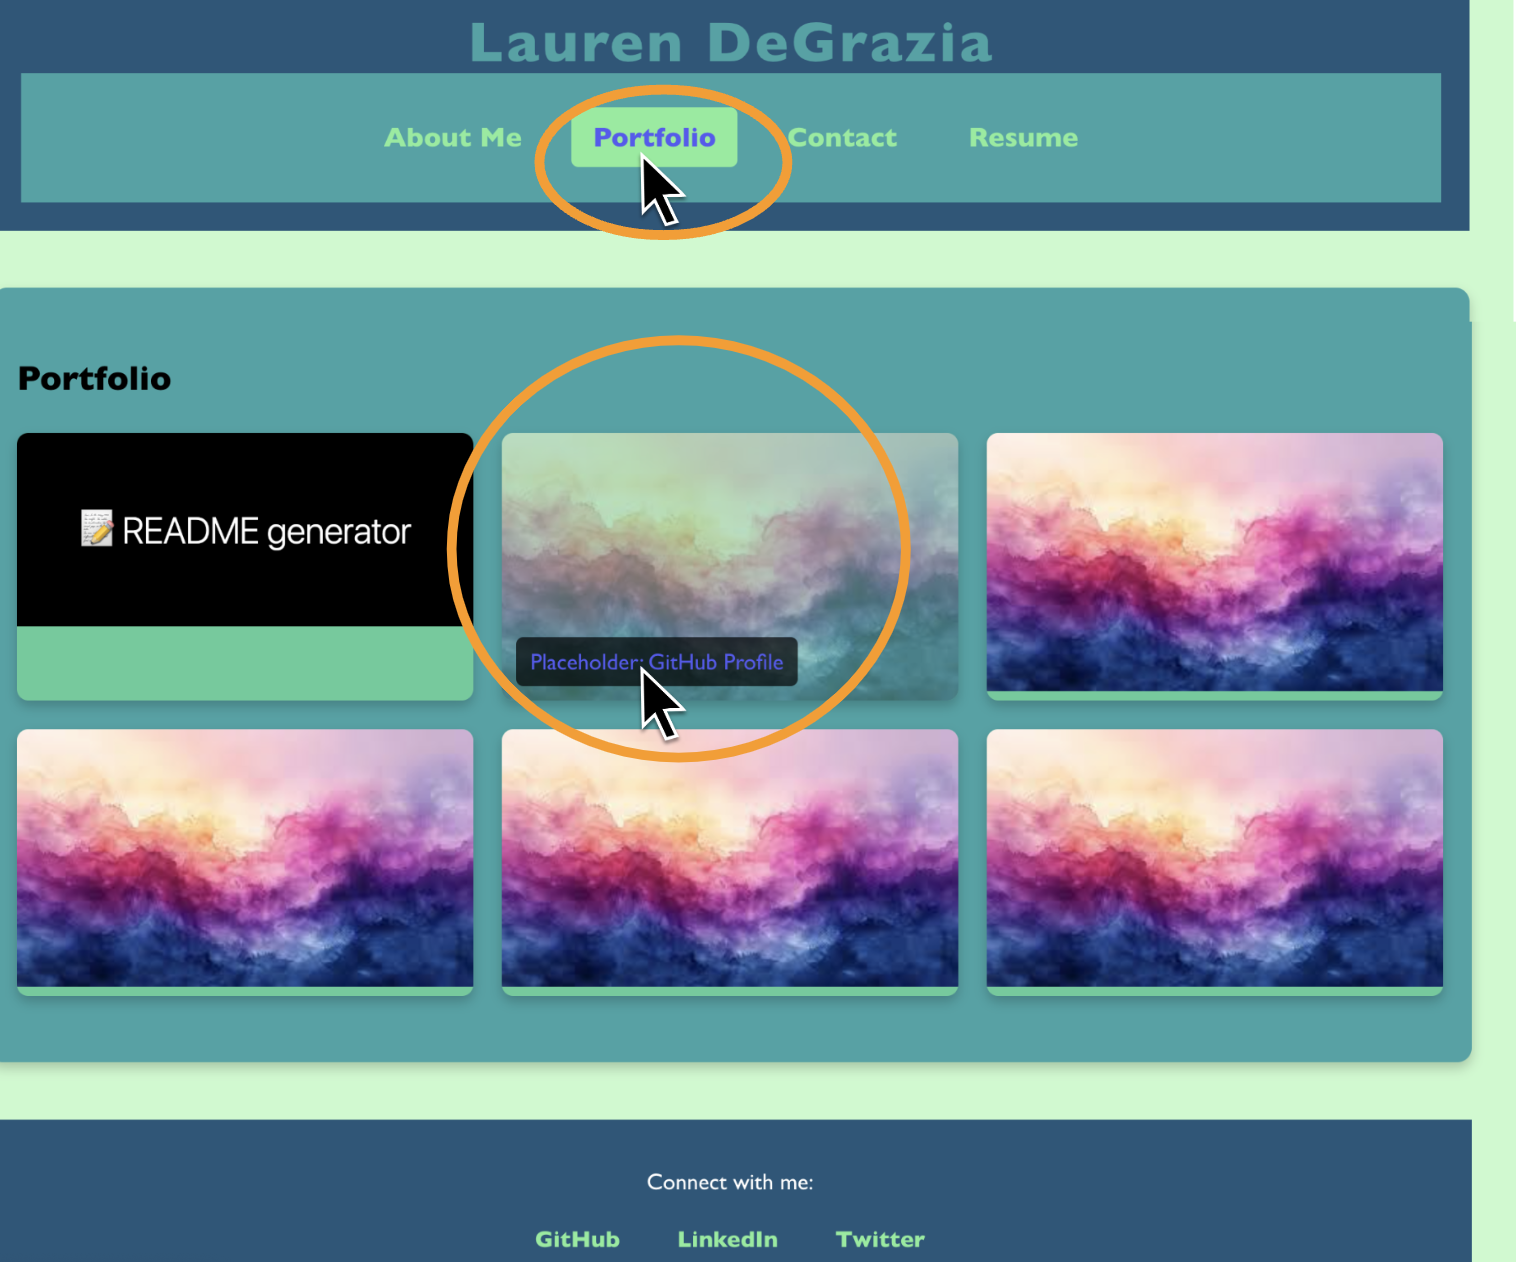 Lauren DeGrazia
About Me Portfolio Contact Resume
Portfolio
📝 README generator
Placeholder: GitHub Profile
Connect with me:
GitHub LinkedIn Twitter